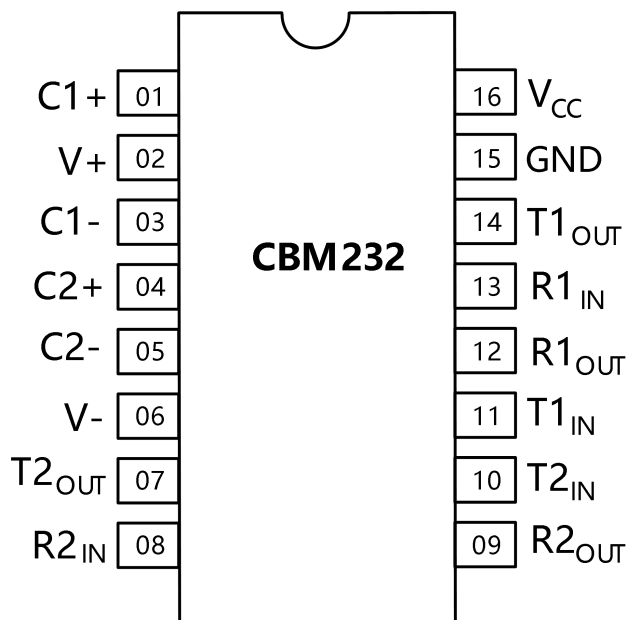 C1+ 01 16 VCC
V+ 02 15 GND
C1- 03 14 T1OUT
CBM232
C2+ 04 13 R1IN
C2- 05 12 R1OUT
V- 06 11 T1IN
T2OUT 07 10 T2IN
R2IN 08 09 R2OUT